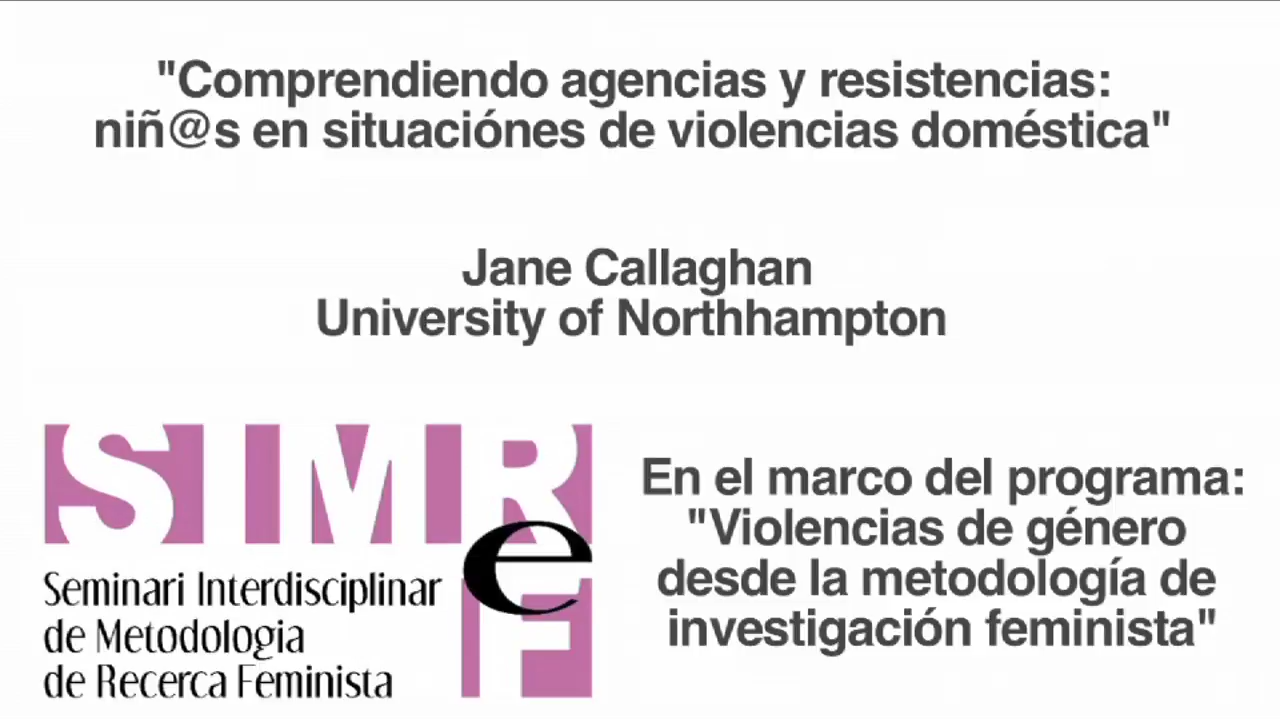 "Comprendiendo agencias y resistencias:
niñ@s en situaciónes de violencias doméstica"
Jane Callaghan
University of Northhampton
SIMReF
Seminari Interdisciplinar
de Metodologia
de Recerca Feminista
En el marco del programa:
"Violencias de género
desde la metodología de
investigación feminista"